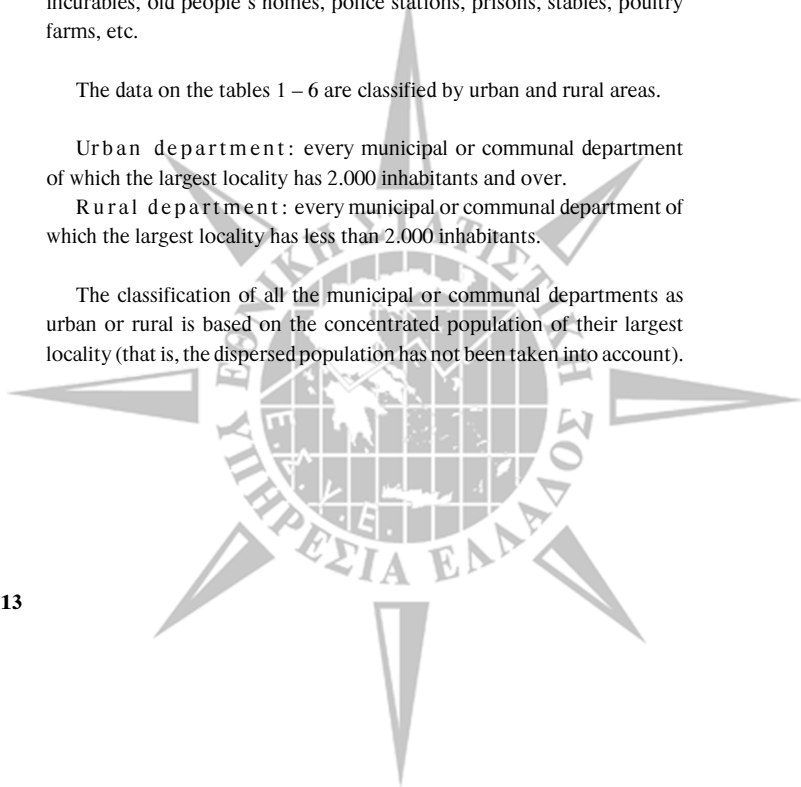 incurables, old people's homes, police stations, prisons, stables, poultry
farms, etc.
The data on the tables 1 – 6 are classified by urban and rural areas.
Urban department: every municipal or communal department
of which the largest locality has 2.000 inhabitants and over.
Rural department: every municipal or communal department of
which the largest locality has less than 2.000 inhabitants.
The classification of all the municipal or communal departments as
urban or rural is based on the concentrated population of their largest
locality (that is, the dispersed population has not been taken into account).
ΕΘΝΙΚΗ ΣΤΑΤΙΣΤΙΚΗ
ΥΠΗΡΕΣΙΑ ΕΛΛΑΔΟΣ
Ε.Σ.Υ.Ε.
13